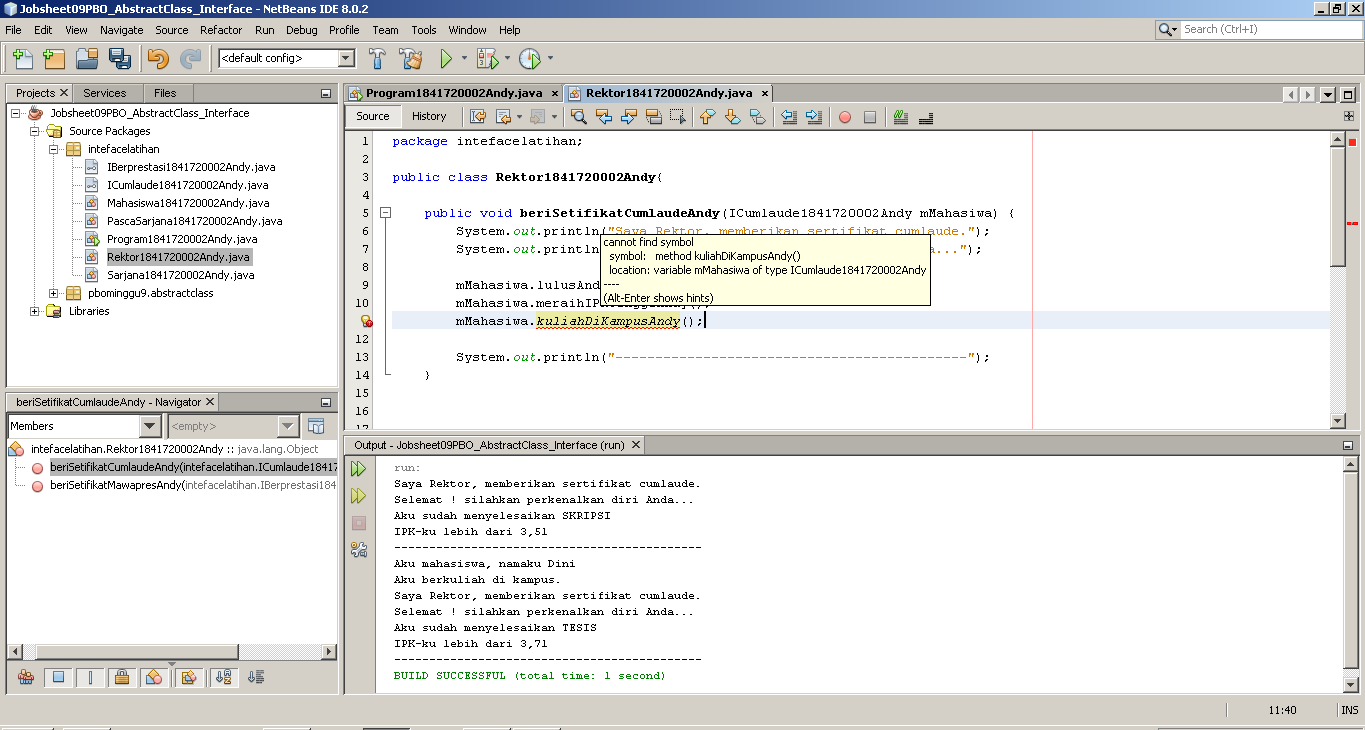 Jobsheet09PBO_AbstractClass_Interface - NetBeans IDE 8.0.2
File Edit View Navigate Source Refactor Run Debug Profile Team Tools Window Help
Search (Ctrl+I)
<default config>
Projects Services Files
Jobsheet09PBO_AbstractClass_Interface
Source Packages
intefacelatihan
IBerprestasi1841720002Andy.java
ICumlaude1841720002Andy.java
Mahasiswa1841720002Andy.java
PascaSarjana1841720002Andy.java
Program1841720002Andy.java
Rektor1841720002Andy.java
Sarjana1841720002Andy.java
pbominggu9.abstractclass
Libraries
beriSetifikatCumlaudeAndy - Navigator
Members <empty>
intefacelatihan.Rektor1841720002Andy :: java.lang.Object
beriSetifikatCumlaudeAndy(intefacelatihan.ICumlaude1841
beriSetifikatMawapresAndy(intefacelatihan.IBerprestasi184
Program1841720002Andy.java Rektor1841720002Andy.java
Source History
1 package intefacelatihan;
2
3 public class Rektor1841720002Andy{
4
5 public void beriSetifikatCumlaudeAndy(ICumlaude1841720002Andy mMahasiwa) {
6 System.out.println("Saya Rektor, memberikan sertifikat cumlaude.");
7 System.out.println( a...");
8
9 mMahasiwa.lulusAnd
10 mMahasiwa.meraihIP
11 mMahasiwa.kuliahDiKampusAndy();
12
13 System.out.println("--------------------------------------------");
14 }
15
16
17
cannot find symbol
symbol: method kuliahDiKampusAndy()
location: variable mMahasiwa of type ICumlaude1841720002Andy
----
(Alt-Enter shows hints)
Output - Jobsheet09PBO_AbstractClass_Interface (run)
run:
Saya Rektor, memberikan sertifikat cumlaude.
Selemat ! silahkan perkenalkan diri Anda...
Aku sudah menyelesaikan SKRIPSI
IPK-ku lebih dari 3,51
--------------------------------------------
Aku mahasiswa, namaku Dini
Aku berkuliah di kampus.
Saya Rektor, memberikan sertifikat cumlaude.
Selemat ! silahkan perkenalkan diri Anda...
Aku sudah menyelesaikan TESIS
IPK-ku lebih dari 3,71
--------------------------------------------
BUILD SUCCESSFUL (total time: 1 second)
11:40 INS